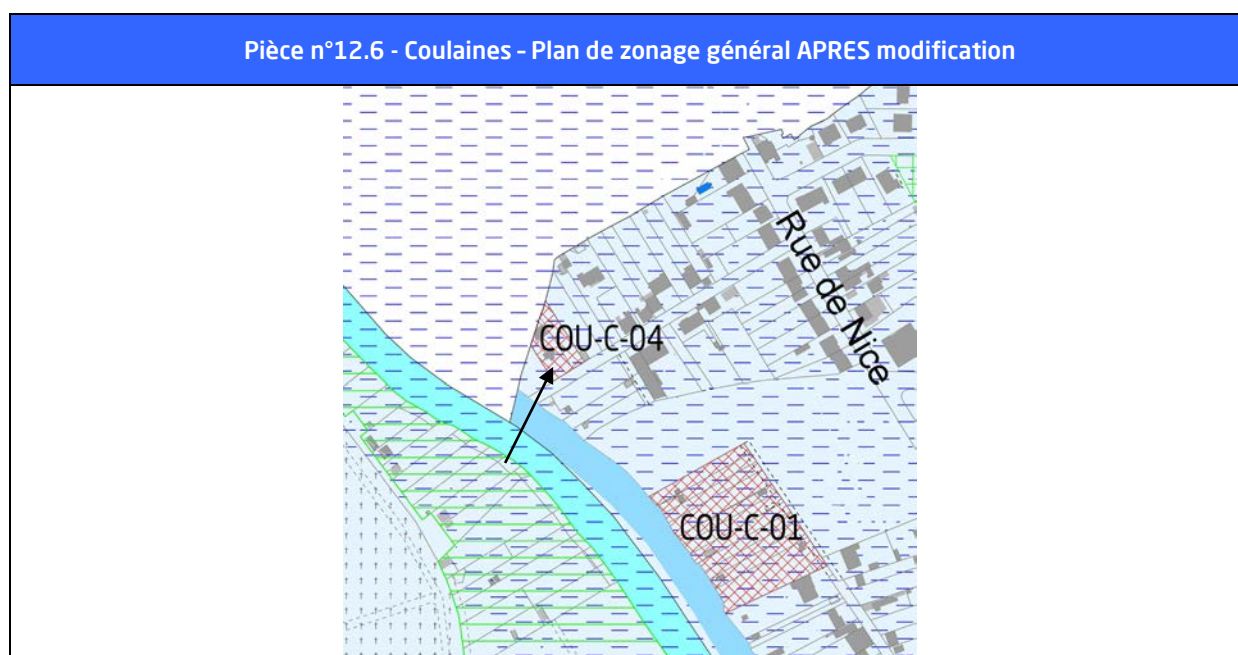 Pièce n°12.6 - Coulaines – Plan de zonage général APRES modification
Rue de Nice
COU-C-04
COU-C-01